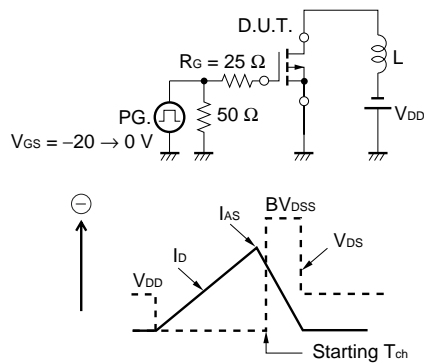 D.U.T.
RG = 25 Ω
L
PG.
50 Ω
VDD
VGS = −20 → 0 V
−
IAS
BVDSS
ID
VDS
VDD
Starting Tch